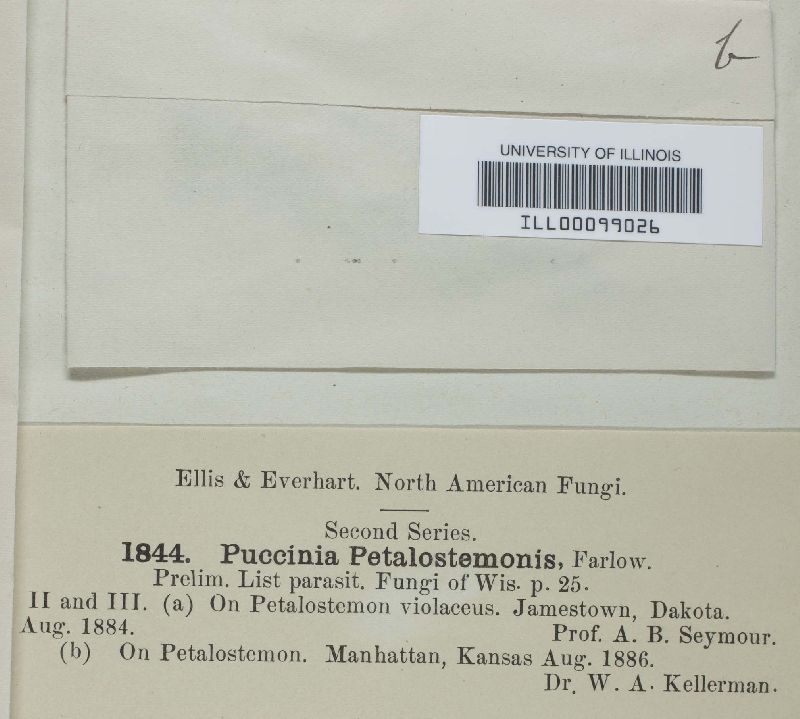 b
UNIVERSITY OF ILLINOIS
ILL00099026
Ellis & Everhart. North American Fungi.
Second Series.
1844. Puccinia Petalostemonis, Farlow.
Prelim. List parasit. Fungi of Wis. p. 25.
II and III. (a) On Petalostemon violaceus. Jamestown, Dakota.
Aug. 1884. Prof. A. B. Seymour.
(b) On Petalostemon. Manhattan, Kansas Aug. 1886.
Dr. W. A. Kellerman.